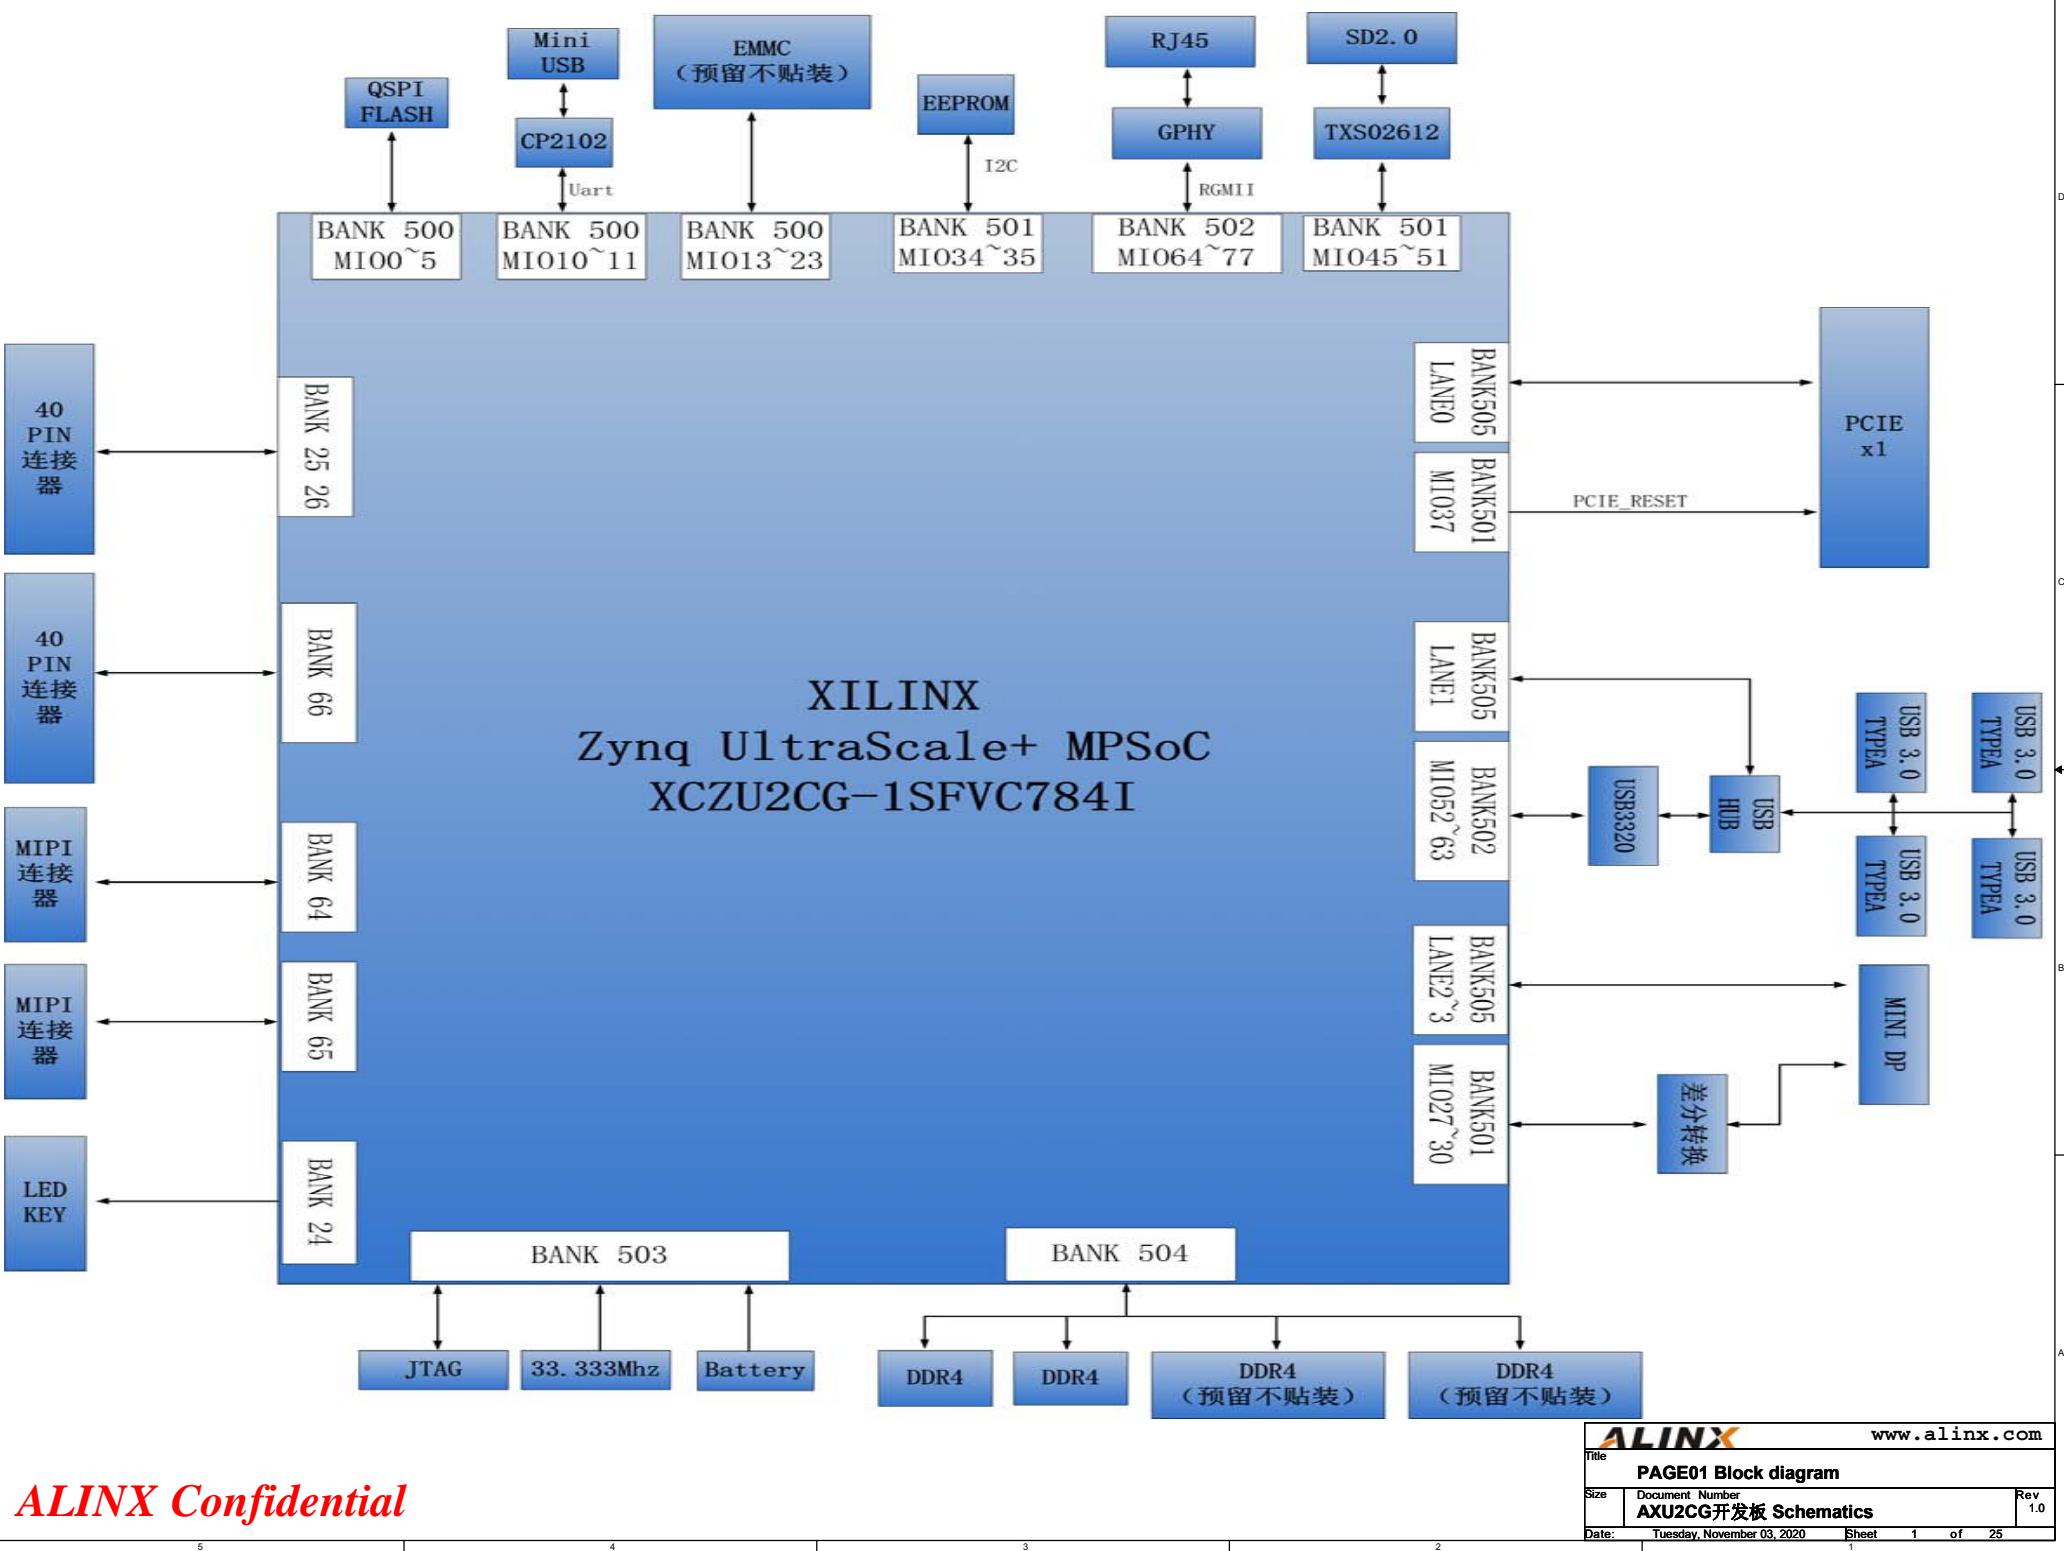 Mini
USB
EMMC
(预留不贴装)
RJ45
SD2.0
QSPI
FLASH
CP2102
EEPROM
GPHY
TXS02612
Uart
I2C
RGMII
BANK 500
MIO0~5
BANK 500
MIO10~11
BANK 500
MIO13~23
BANK 501
MIO34~35
BANK 502
MIO64~77
BANK 501
MIO45~51
40
PIN
连接
器
BANK 25 26
40
PIN
连接
器
BANK 66
MIPI
连接
器
BANK 64
MIPI
连接
器
BANK 65
LED
KEY
BANK 24
XILINX
Zynq UltraScale+ MPSoC
XCZU2CG-1SFVC784I
BANK505
LANE0
BANK501
MIO37
PCIE_RESET
PCIE
x1
BANK505
LANE1
BANK502
MIO52~63
USB3320
USB
HUB
USB 3.0
TYPEA
USB 3.0
TYPEA
USB 3.0
TYPEA
USB 3.0
TYPEA
BANK505
LANE2~3
BANK501
MIO27~30
差分转换
MINI DP
BANK 503
BANK 504
JTAG
33.333Mhz
Battery
DDR4
DDR4
DDR4
(预留不贴装)
DDR4
(预留不贴装)
D
C
B
A
ALINX Confidential
ALINX
www.alinx.com
Title
PAGE01 Block diagram
Size
Document Number
Rev
AXU2CG开发板 Schematics
1.0
Date:
Tuesday, November 03, 2020
Sheet 1 of 25
5
4
3
2
1